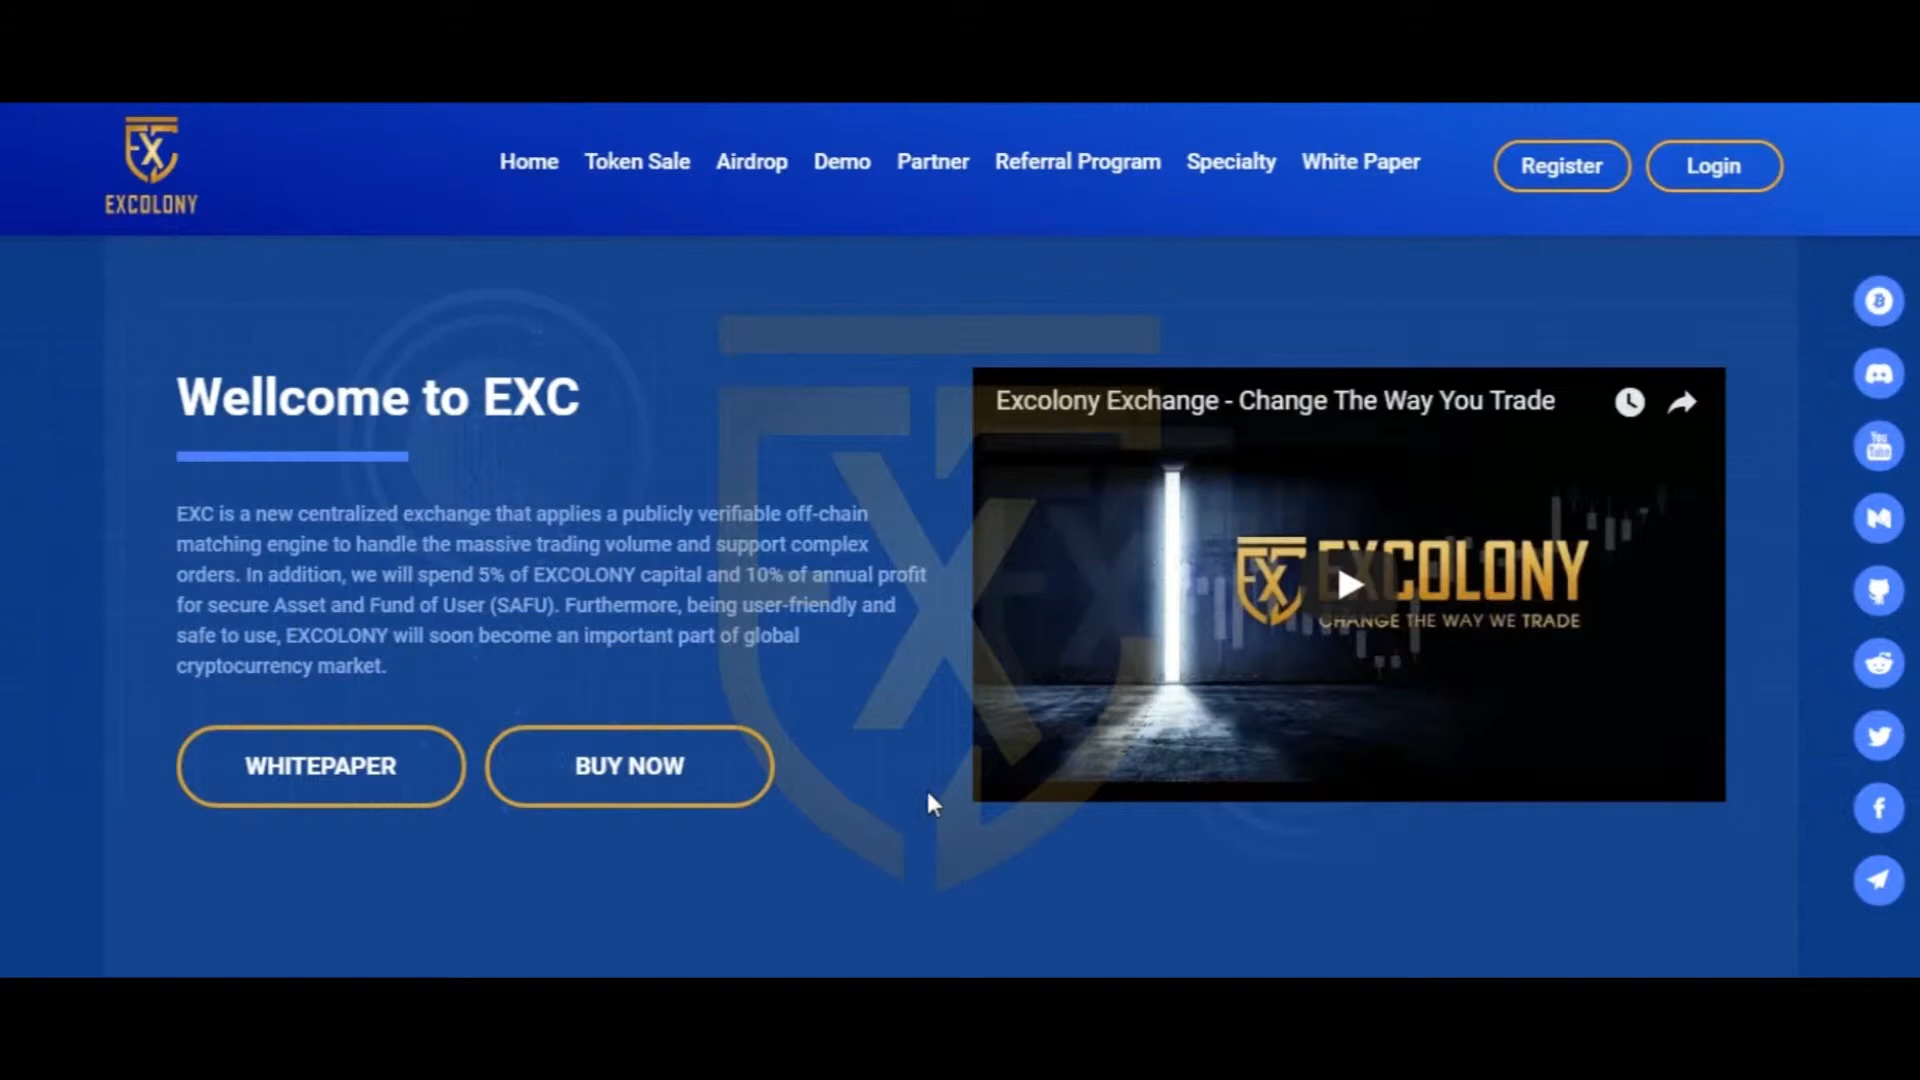 EXCOLONY
Home Token Sale Airdrop Demo Partner Referral Program Specialty White Paper Register Login
Wellcome to EXC
EXC is a new centralized exchange that applies a publicly verifiable off-chain
matching engine to handle the massive trading volume and support complex
orders. In addition, we will spend 5% of EXCOLONY capital and 10% of annual profit
for secure Asset and Fund of User (SAFU). Furthermore, being user-friendly and
safe to use, EXCOLONY will soon become an important part of global
cryptocurrency market.
WHITEPAPER BUY NOW
Excolony Exchange - Change The Way You Trade
EXCOLONY
CHANGE THE WAY WE TRADE
You
Tube